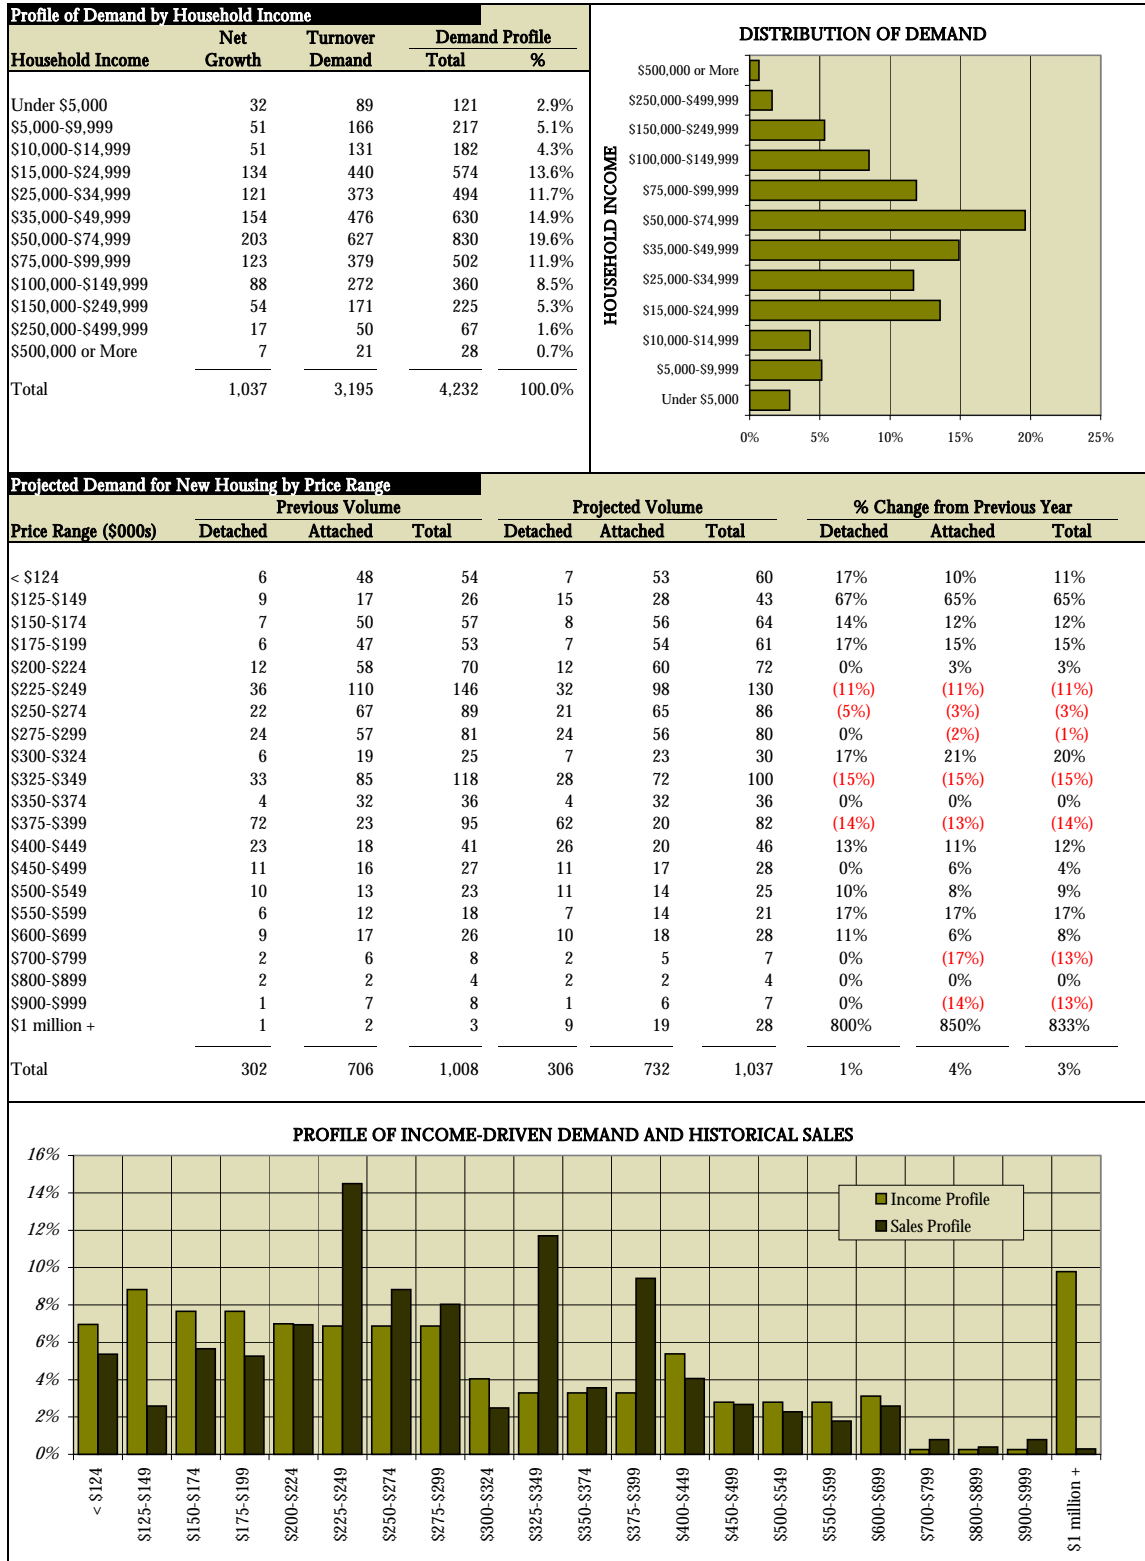 Profile of Demand by Household Income
Net Turnover Demand Profile
Household Income Growth Demand Total %
Under $5,000 32 89 121 2.9%
$5,000-$9,999 51 166 217 5.1%
$10,000-$14,999 51 131 182 4.3%
$15,000-$24,999 134 440 574 13.6%
$25,000-$34,999 121 373 494 11.7%
$35,000-$49,999 154 476 630 14.9%
$50,000-$74,999 203 627 830 19.6%
$75,000-$99,999 123 379 502 11.9%
$100,000-$149,999 88 272 360 8.5%
$150,000-$249,999 54 171 225 5.3%
$250,000-$499,999 17 50 67 1.6%
$500,000 or More 7 21 28 0.7%
Total 1,037 3,195 4,232 100.0%
DISTRIBUTION OF DEMAND
HOUSEHOLD INCOME
$500,000 or More
$250,000-$499,999
$150,000-$249,999
$100,000-$149,999
$75,000-$99,999
$50,000-$74,999
$35,000-$49,999
$25,000-$34,999
$15,000-$24,999
$10,000-$14,999
$5,000-$9,999
Under $5,000
0% 5% 10% 15% 20% 25%
Projected Demand for New Housing by Price Range
Previous Volume Projected Volume % Change from Previous Year
Price Range ($000s) Detached Attached Total Detached Attached Total Detached Attached Total
< $124 6 48 54 7 53 60 17% 10% 11%
$125-$149 9 17 26 15 28 43 67% 65% 65%
$150-$174 7 50 57 8 56 64 14% 12% 12%
$175-$199 6 47 53 7 54 61 17% 15% 15%
$200-$224 12 58 70 12 60 72 0% 3% 3%
$225-$249 36 110 146 32 98 130 (11%) (11%) (11%)
$250-$274 22 67 89 21 65 86 (5%) (3%) (3%)
$275-$299 24 57 81 24 56 80 0% (2%) (1%)
$300-$324 6 19 25 7 23 30 17% 21% 20%
$325-$349 33 85 118 28 72 100 (15%) (15%) (15%)
$350-$374 4 32 36 4 32 36 0% 0% 0%
$375-$399 72 23 95 62 20 82 (14%) (13%) (14%)
$400-$449 23 18 41 26 20 46 13% 11% 12%
$450-$499 11 16 27 11 17 28 0% 6% 4%
$500-$549 10 13 23 11 14 25 10% 8% 9%
$550-$599 6 12 18 7 14 21 17% 17% 17%
$600-$699 9 17 26 10 18 28 11% 6% 8%
$700-$799 2 6 8 2 5 7 0% (17%) (13%)
$800-$899 2 2 4 2 2 4 0% 0% 0%
$900-$999 1 7 8 1 6 7 0% (14%) (13%)
$1 million + 1 2 3 9 19 28 800% 850% 833%
Total 302 706 1,008 306 732 1,037 1% 4% 3%
PROFILE OF INCOME-DRIVEN DEMAND AND HISTORICAL SALES
16%
14%
12%
10%
8%
6%
4%
2%
0%
Income Profile
Sales Profile
< $124
$125-$149
$150-$174
$175-$199
$200-$224
$225-$249
$250-$274
$275-$299
$300-$324
$325-$349
$350-$374
$375-$399
$400-$449
$450-$499
$500-$549
$550-$599
$600-$699
$700-$799
$800-$899
$900-$999
$1 million +